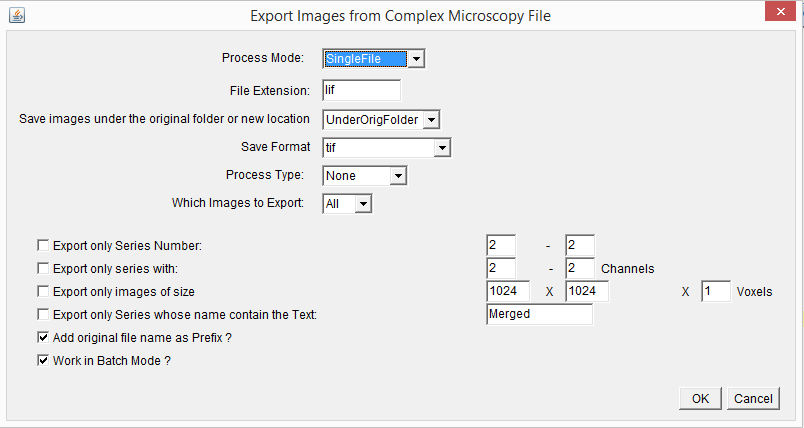 Export Images from Complex Microscopy File
Process Mode: SingleFile
File Extension: lif
Save images under the original folder or new location UnderOrigFolder
Save Format tif
Process Type: None
Which Images to Export: All
Export only Series Number: 2 - 2
Export only series with: 2 - 2 Channels
Export only images of size 1024 X 1024 X 1 Voxels
Export only Series whose name contain the Text: Merged
Add original file name as Prefix ?
Work in Batch Mode ?
OK Cancel